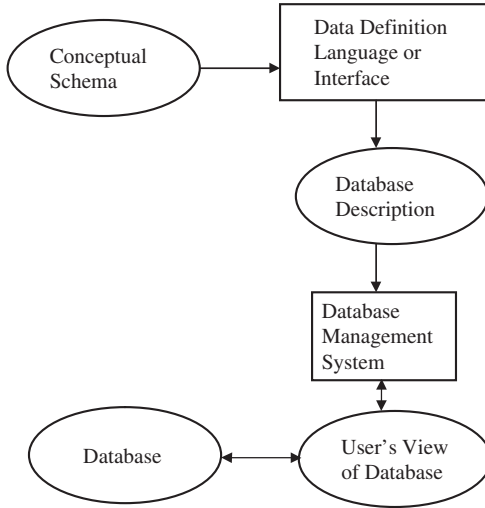 Conceptual
Schema
Data Definition
Language or
Interface
Database
Description
Database
Management
System
Database
User's View
of Database